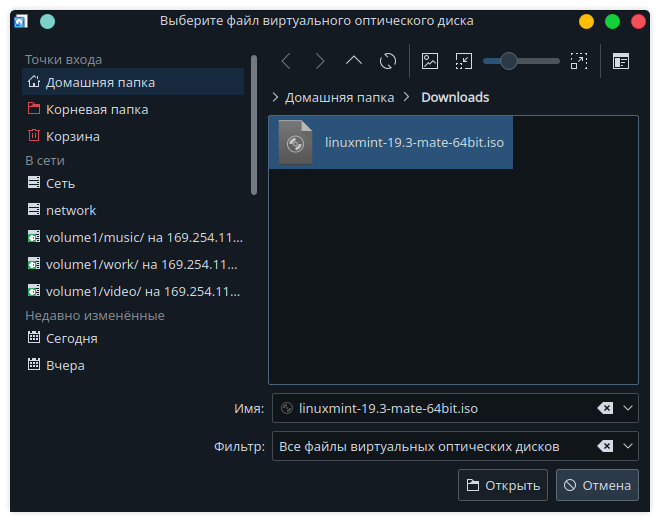 Выберите файл виртуального оптического диска
Точки входа
Домашняя папка
Корневая папка
Корзина
В сети
Сеть
network
volume1/music/ на 169.254.11...
volume1/work/ на 169.254.11...
volume1/video/ на 169.254.11...
Недавно изменённые
Сегодня
Вчера
Домашняя папка > Downloads
linuxmint-19.3-mate-64bit.iso
Имя: linuxmint-19.3-mate-64bit.iso
Фильтр: Все файлы виртуальных оптических дисков
Открыть Отмена